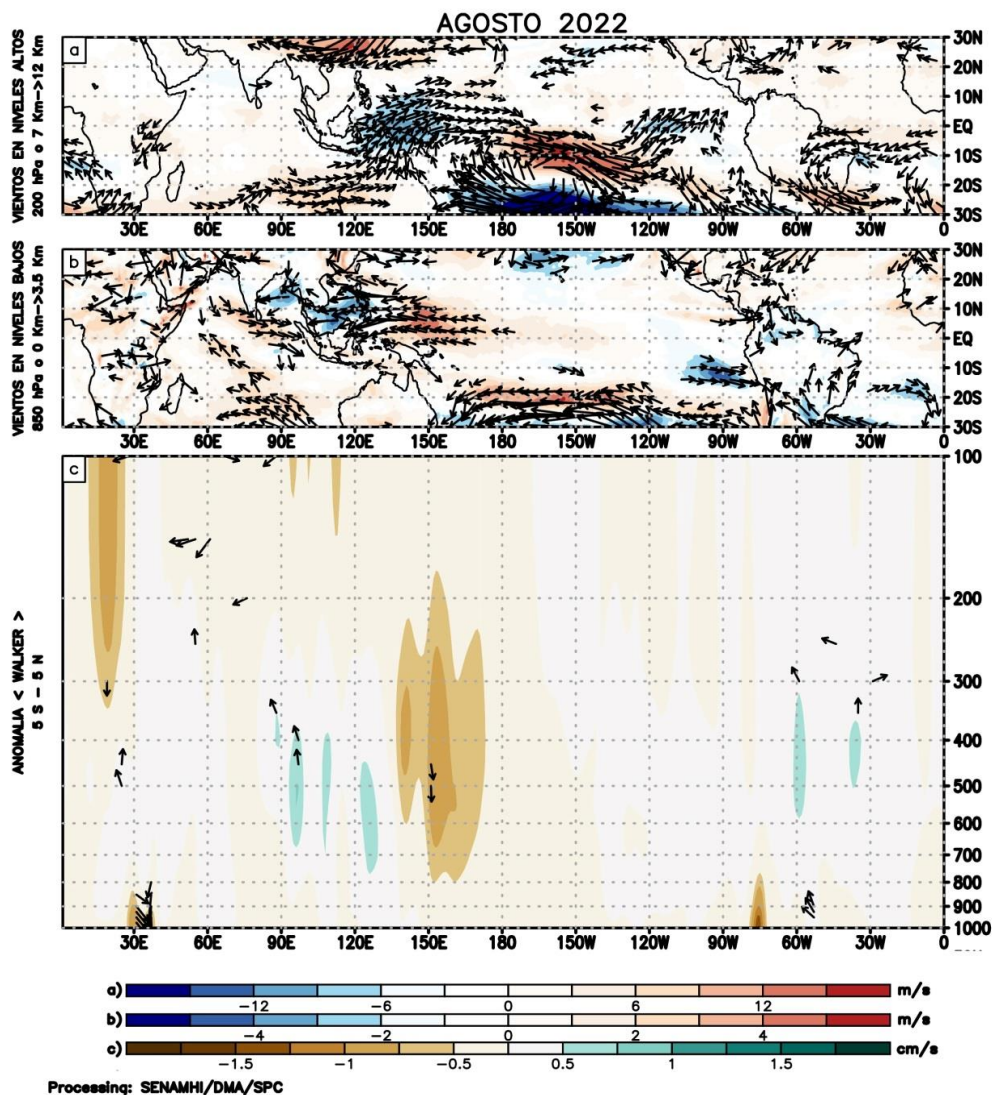 AGOSTO 2022
VIENTOS EN NIVELES ALTOS
200 hPa o 7 Km->12 Km
a
30N
20N
10N
EQ
10S
20S
30S
30E 60E 90E 120E 150E 180 150W 120W 90W 60W 30W 0
VIENTOS EN NIVELES BAJOS
850 hPa o 0 Km->3.5 Km
b
30N
20N
10N
EQ
10S
20S
30S
30E 60E 90E 120E 150E 180 150W 120W 90W 60W 30W 0
ANOMALIA < WALKER >
5 S - 5 N
c
100
200
300
400
500
600
700
800
900
1000
30E 60E 90E 120E 150E 180 150W 120W 90W 60W 30W 0
a) m/s
-12 -6 0 6 12
b) m/s
-4 -2 0 2 4
c) cm/s
-1.5 -1 -0.5 0 0.5 1 1.5
Processing: SENAMHI/DMA/SPC